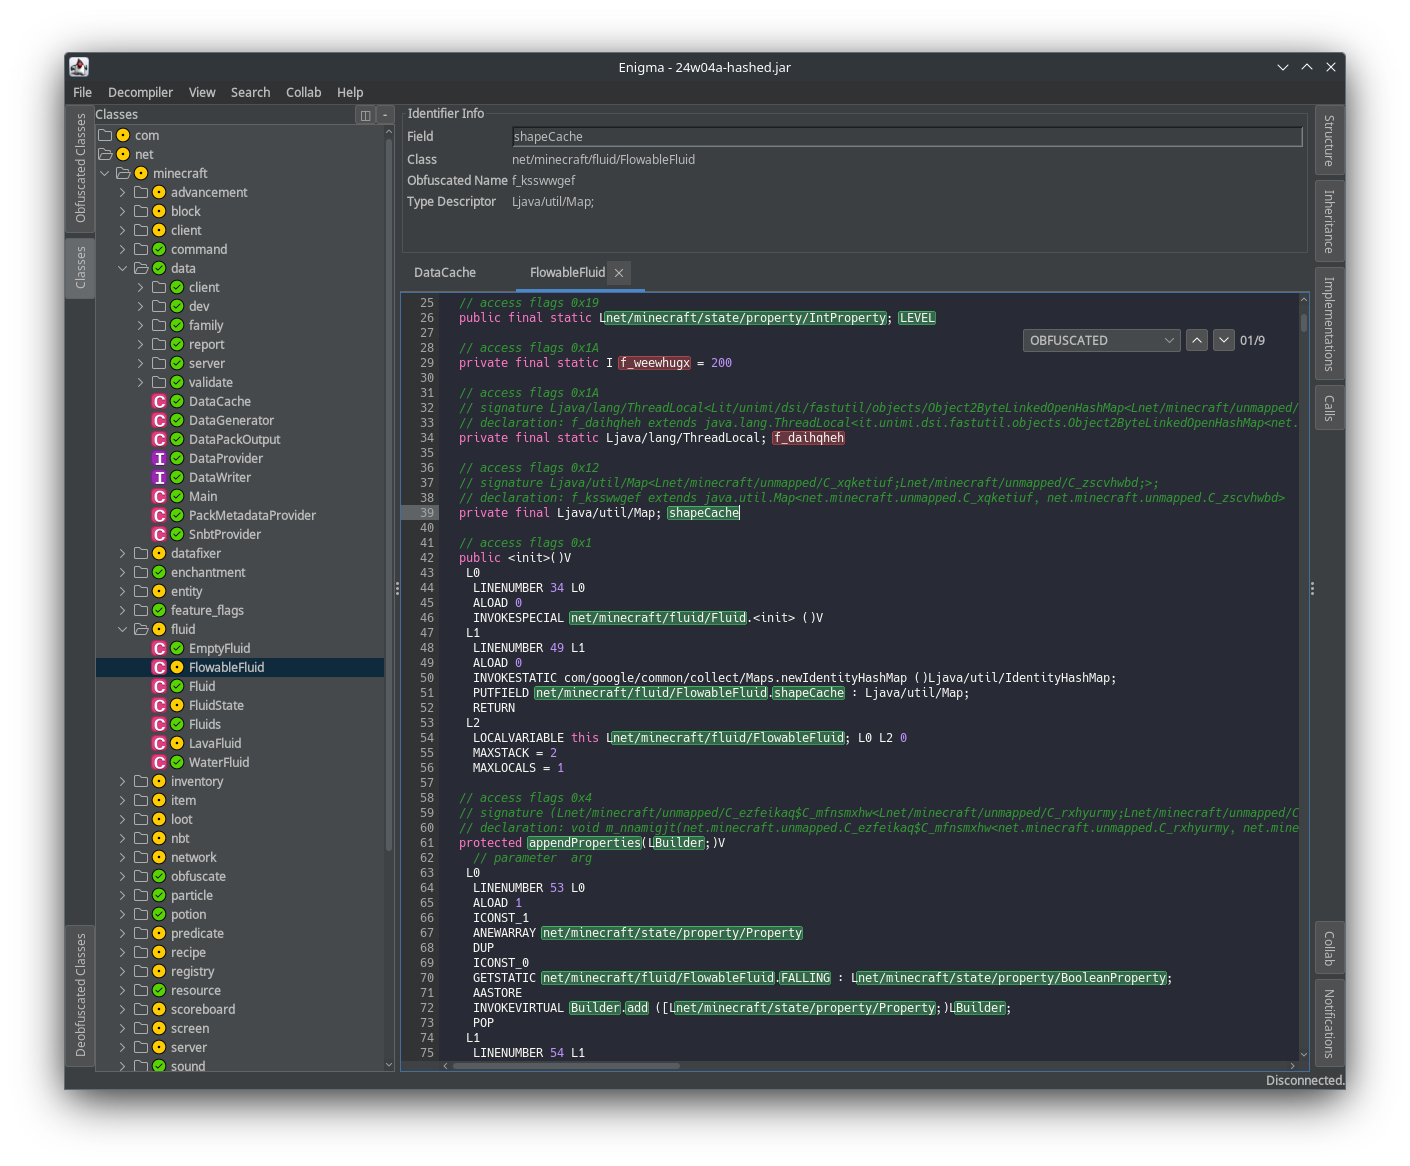 Enigma - 24w04a-hashed.jar
File Decompiler View Search Collab Help
Obfuscated Classes
Classes
Deobfuscated Classes
Classes
-
com
net
minecraft
advancement
block
client
command
data
client
dev
family
report
server
validate
C DataCache
C DataGenerator
C DataPackOutput
I DataProvider
I DataWriter
C Main
C PackMetadataProvider
C SnbtProvider
datafixer
enchantment
entity
feature_flags
fluid
C EmptyFluid
C FlowableFluid
C Fluid
C FluidState
C Fluids
C LavaFluid
C WaterFluid
inventory
item
loot
nbt
network
obfuscate
particle
potion
predicate
recipe
registry
resource
scoreboard
screen
server
sound
Identifier Info
Field shapeCache
Class net/minecraft/fluid/FlowableFluid
Obfuscated Name f_ksswwgef
Type Descriptor Ljava/util/Map;
DataCache FlowableFluid
OBFUSCATED 01/9
25 // access flags 0x19
26 public final static Lnet/minecraft/state/property/IntProperty; LEVEL
27
28 // access flags 0x1A
29 private final static I f_weewhugx = 200
30
31 // access flags 0x1A
32 // signature Ljava/lang/ThreadLocal<Lit/unimi/dsi/fastutil/objects/Object2ByteLinkedOpenHashMap<Lnet/minecraft/unmapped/
33 // declaration: f_daihqheh extends java.lang.ThreadLocal<it.unimi.dsi.fastutil.objects.Object2ByteLinkedOpenHashMap<net.
34 private final static Ljava/lang/ThreadLocal; f_daihqheh
35
36 // access flags 0x12
37 // signature Ljava/util/Map<Lnet/minecraft/unmapped/C_xqketiuf;Lnet/minecraft/unmapped/C_zscvhwbd;>;
38 // declaration: f_ksswwgef extends java.util.Map<net.minecraft.unmapped.C_xqketiuf, net.minecraft.unmapped.C_zscvhwbd>
39 private final Ljava/util/Map; shapeCache
40
41 // access flags 0x1
42 public <init>()V
43 L0
44 LINENUMBER 34 L0
45 ALOAD 0
46 INVOKESPECIAL net/minecraft/fluid/Fluid.<init> ()V
47 L1
48 LINENUMBER 49 L1
49 ALOAD 0
50 INVOKESTATIC com/google/common/collect/Maps.newIdentityHashMap ()Ljava/util/IdentityHashMap;
51 PUTFIELD net/minecraft/fluid/FlowableFluid.shapeCache : Ljava/util/Map;
52 RETURN
53 L2
54 LOCALVARIABLE this Lnet/minecraft/fluid/FlowableFluid; L0 L2 0
55 MAXSTACK = 2
56 MAXLOCALS = 1
57
58 // access flags 0x4
59 // signature (Lnet/minecraft/unmapped/C_ezfeikaq$C_mfnsmxhw<Lnet/minecraft/unmapped/C_rxhyurmy;Lnet/minecraft/unmapped/C
60 // declaration: void m_nnamigjt(net.minecraft.unmapped.C_ezfeikaq$C_mfnsmxhw<net.minecraft.unmapped.C_rxhyurmy, net.mine
61 protected appendProperties(LBuilder;)V
62 // parameter arg
63 L0
64 LINENUMBER 53 L0
65 ALOAD 1
66 ICONST_1
67 ANEWARRAY net/minecraft/state/property/Property
68 DUP
69 ICONST_0
70 GETSTATIC net/minecraft/fluid/FlowableFluid.FALLING : Lnet/minecraft/state/property/BooleanProperty;
71 AASTORE
72 INVOKEVIRTUAL Builder.add ([Lnet/minecraft/state/property/Property;)LBuilder;
73 POP
74 L1
75 LINENUMBER 54 L1
Structure
Inheritance
Implementations
Calls
Collab
Notifications
Disconnected.